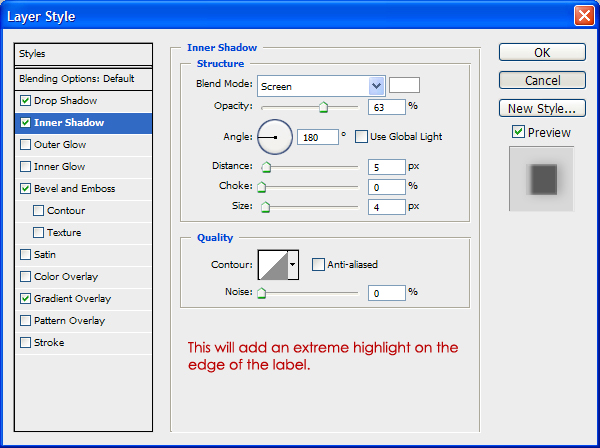 Layer Style
Styles
Blending Options: Default
Drop Shadow
Inner Shadow
Outer Glow
Inner Glow
Bevel and Emboss
Contour
Texture
Satin
Color Overlay
Gradient Overlay
Pattern Overlay
Stroke
Inner Shadow
Structure
Blend Mode: Screen
Opacity: 63 %
Angle: 180 ° Use Global Light
Distance: 5 px
Choke: 0 %
Size: 4 px
Quality
Contour: Anti-aliased
Noise: 0 %
This will add an extreme highlight on the
edge of the label.
OK
Cancel
New Style...
Preview